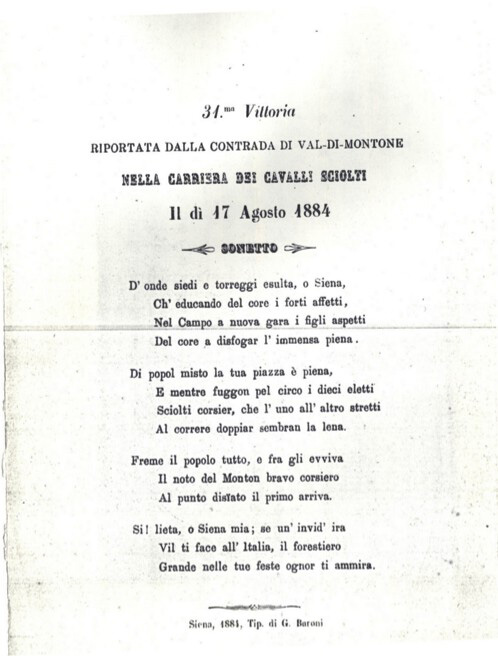 31.ma Vittoria
RIPORTATA DALLA CONTRADA DI VAL-DI-MONTONE
NELLA CARRIERA DEI CAVALLI SCIOLTI
Il dì 17 Agosto 1884
SONETTO
D' onde siedi e torreggi esulta, o Siena,
Ch' educando del core i forti affetti,
Nel Campo a nuova gara i figli aspetti
Del core a disfogar l' immensa piena.
Di popol misto la tua piazza è piena,
E mentre fuggon pel circo i dieci eletti
Sciolti corsier, che l' uno all' altro stretti
Al correre doppiar sembran la lena.
Freme il popolo tutto, e fra gli evviva
Il noto del Monton bravo corsiero
Al punto disiato il primo arriva.
Si! lieta, o Siena mia; se un' invid' ira
Vil ti face all' Italia, il forestiero
Grande nelle tue feste ognor ti ammira.
Siena, 1884, Tip. di G. Baroni